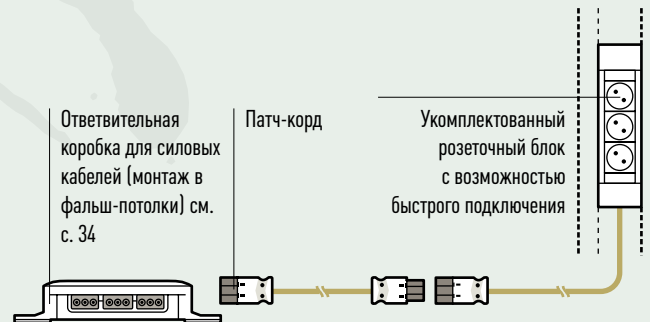 Ответвительная
коробка для силовых
кабелей (монтаж в
фальш-потолки) см.
с. 34
Патч-корд
Укомплектованный
розеточный блок
с возможностью
быстрого подключения